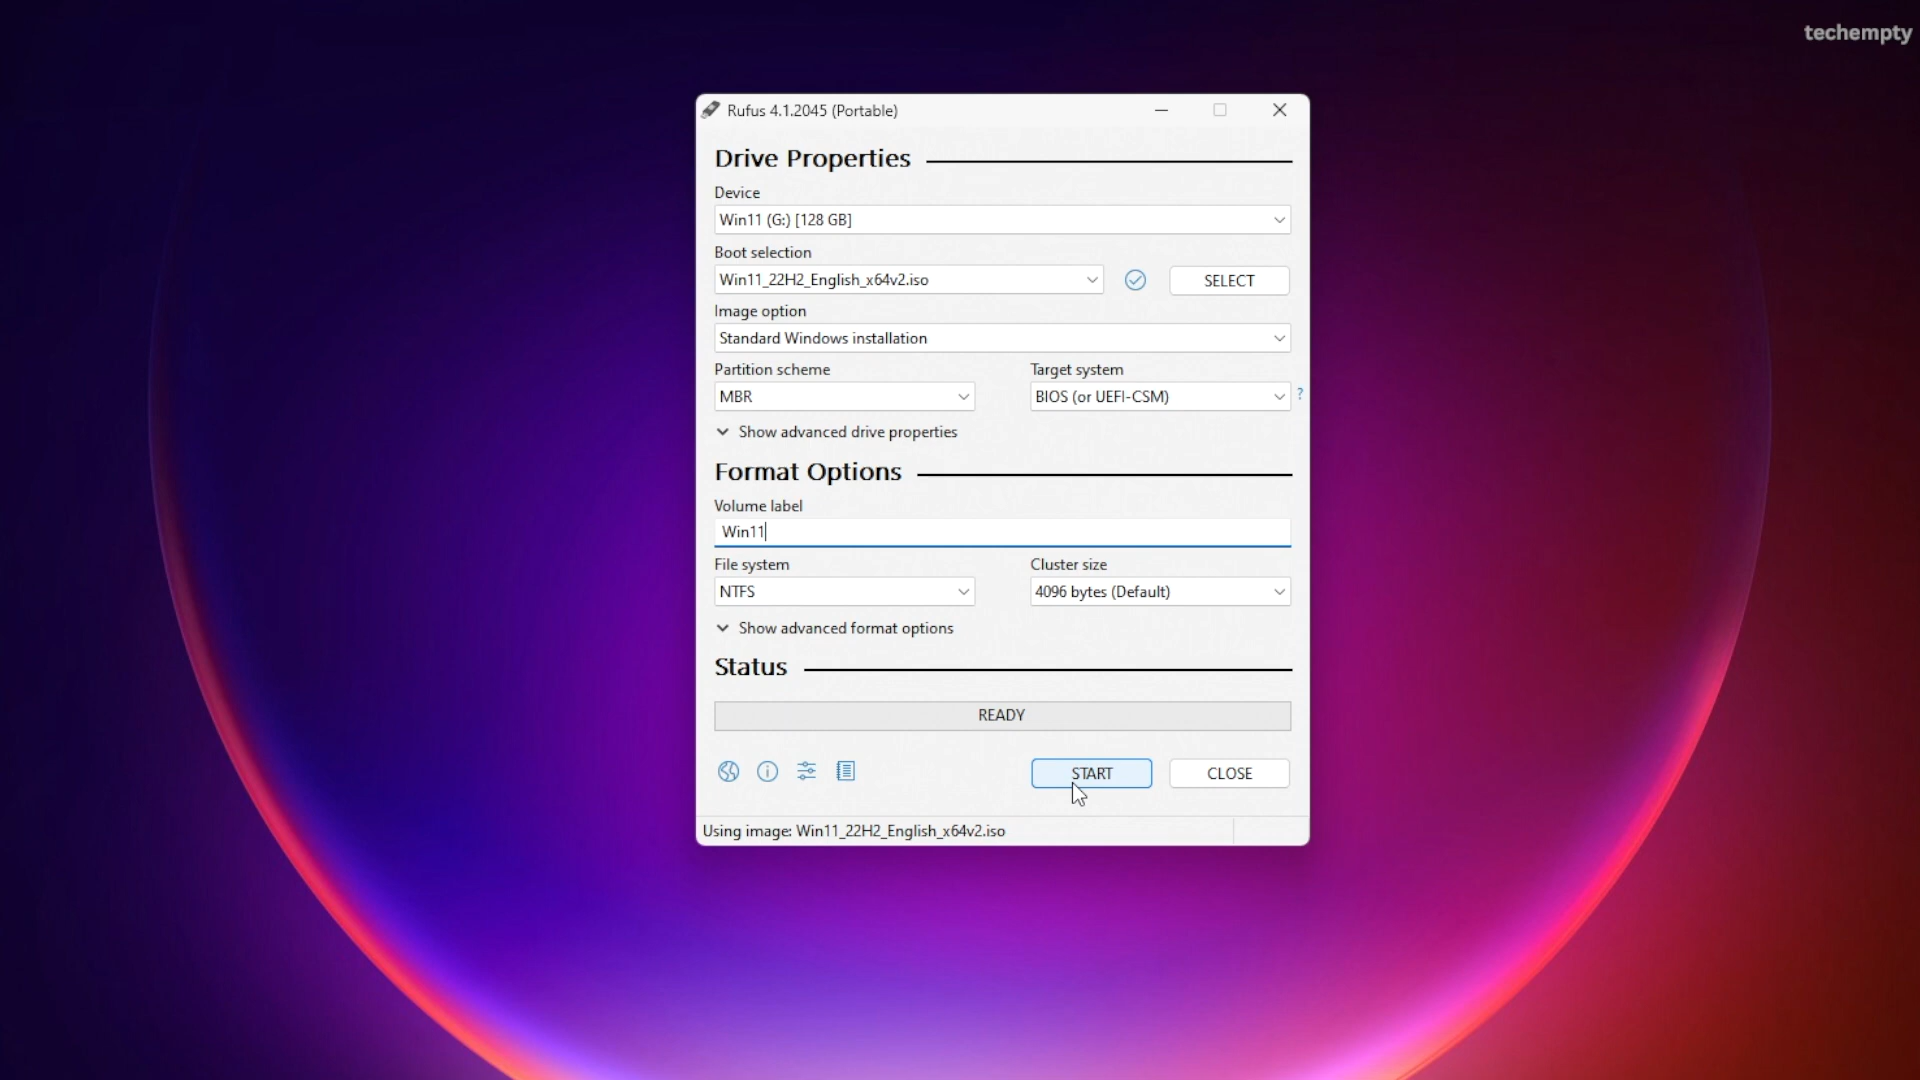 techempty
Rufus 4.1.2045 (Portable)
Drive Properties
Device
Win11 (G:) [128 GB]
Boot selection
Win11_22H2_English_x64v2.iso
SELECT
Image option
Standard Windows installation
Partition scheme
Target system
MBR
BIOS (or UEFI-CSM)
?
Show advanced drive properties
Format Options
Volume label
Win11
File system
Cluster size
NTFS
4096 bytes (Default)
Show advanced format options
Status
READY
START
CLOSE
Using image: Win11_22H2_English_x64v2.iso